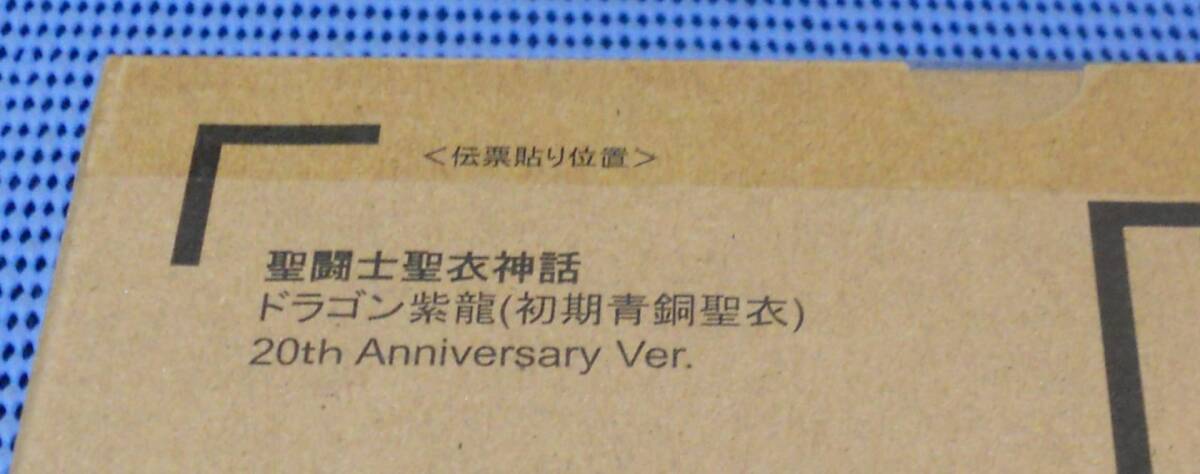 <伝票貼り位置>
聖闘士聖衣神話
ドラゴン紫龍(初期青銅聖衣)
20th Anniversary Ver.